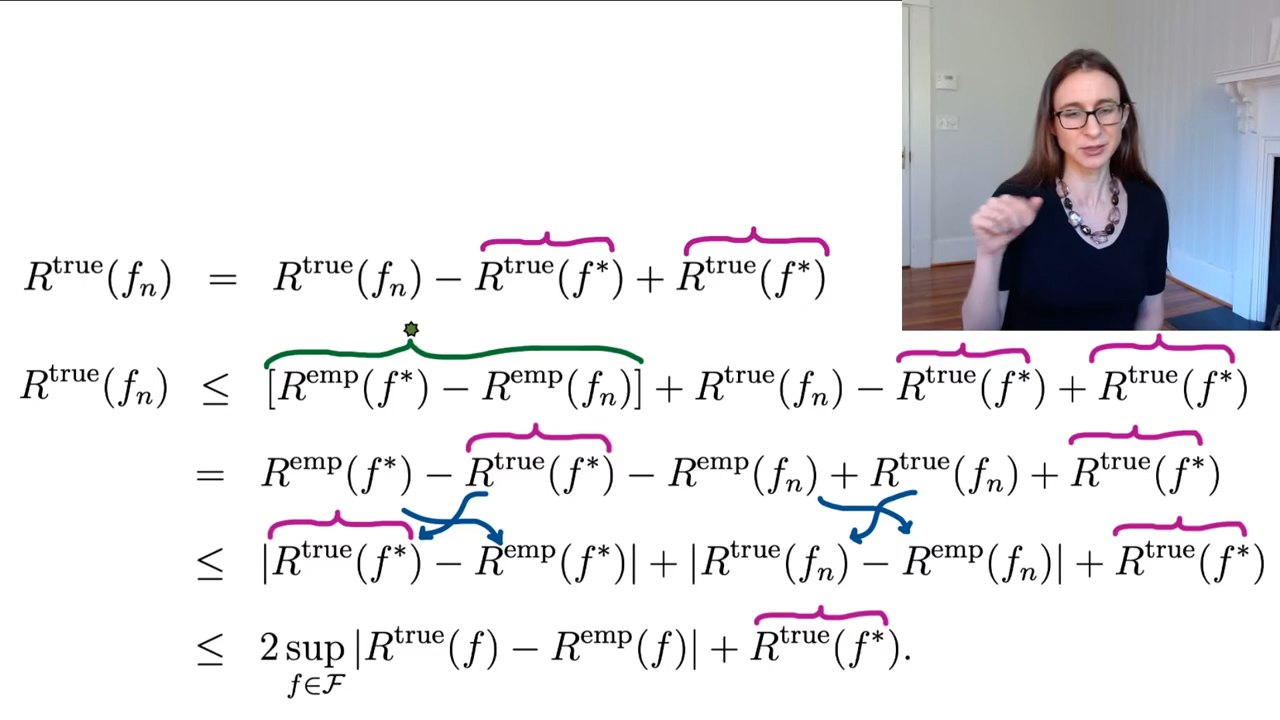 R^true(f_n) = R^true(f_n) − R^true(f*) + R^true(f*)
R^true(f_n) ≤ [R^emp(f*) − R^emp(f_n)] + R^true(f_n) − R^true(f*) + R^true(f*)
= R^emp(f*) − R^true(f*) − R^emp(f_n) + R^true(f_n) + R^true(f*)
≤ |R^true(f*) − R^emp(f*)| + |R^true(f_n) − R^emp(f_n)| + R^true(f*)
≤ 2 sup_{f∈ℱ} |R^true(f) − R^emp(f)| + R^true(f*).